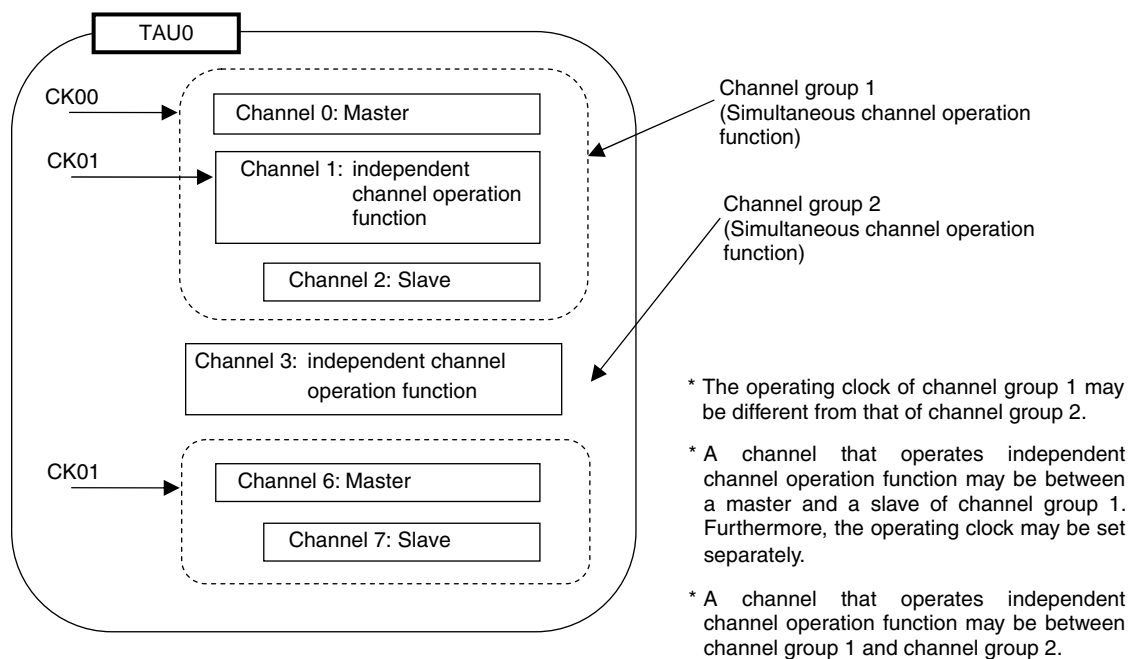 TAU0
CK00
Channel 0: Master
CK01
Channel 1: independent
channel operation
function
Channel 2: Slave
Channel group 1
(Simultaneous channel operation
function)
Channel group 2
(Simultaneous channel operation
function)
Channel 3: independent channel
operation function
CK01
Channel 6: Master
Channel 7: Slave
* The operating clock of channel group 1 may
be different from that of channel group 2.
* A channel that operates independent
channel operation function may be between
a master and a slave of channel group 1.
Furthermore, the operating clock may be set
separately.
* A channel that operates independent
channel operation function may be between
channel group 1 and channel group 2.